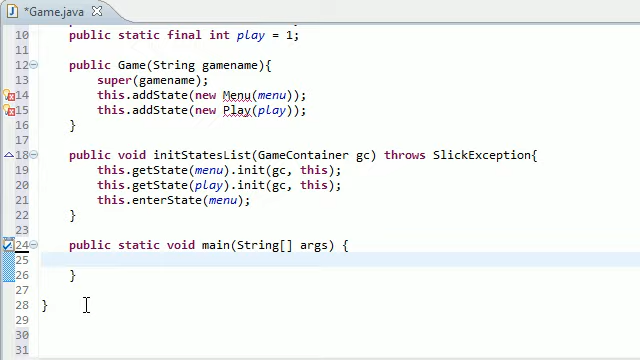 *Game.java
10 public static final int play = 1;
11
12 public Game(String gamename){
13 super(gamename);
14 this.addState(new Menu(menu));
15 this.addState(new Play(play));
16 }
17
18 public void initStatesList(GameContainer gc) throws SlickException{
19 this.getState(menu).init(gc, this);
20 this.getState(play).init(gc, this);
21 this.enterState(menu);
22 }
23
24 public static void main(String[] args) {
25
26 }
27
28 }
29
30
31